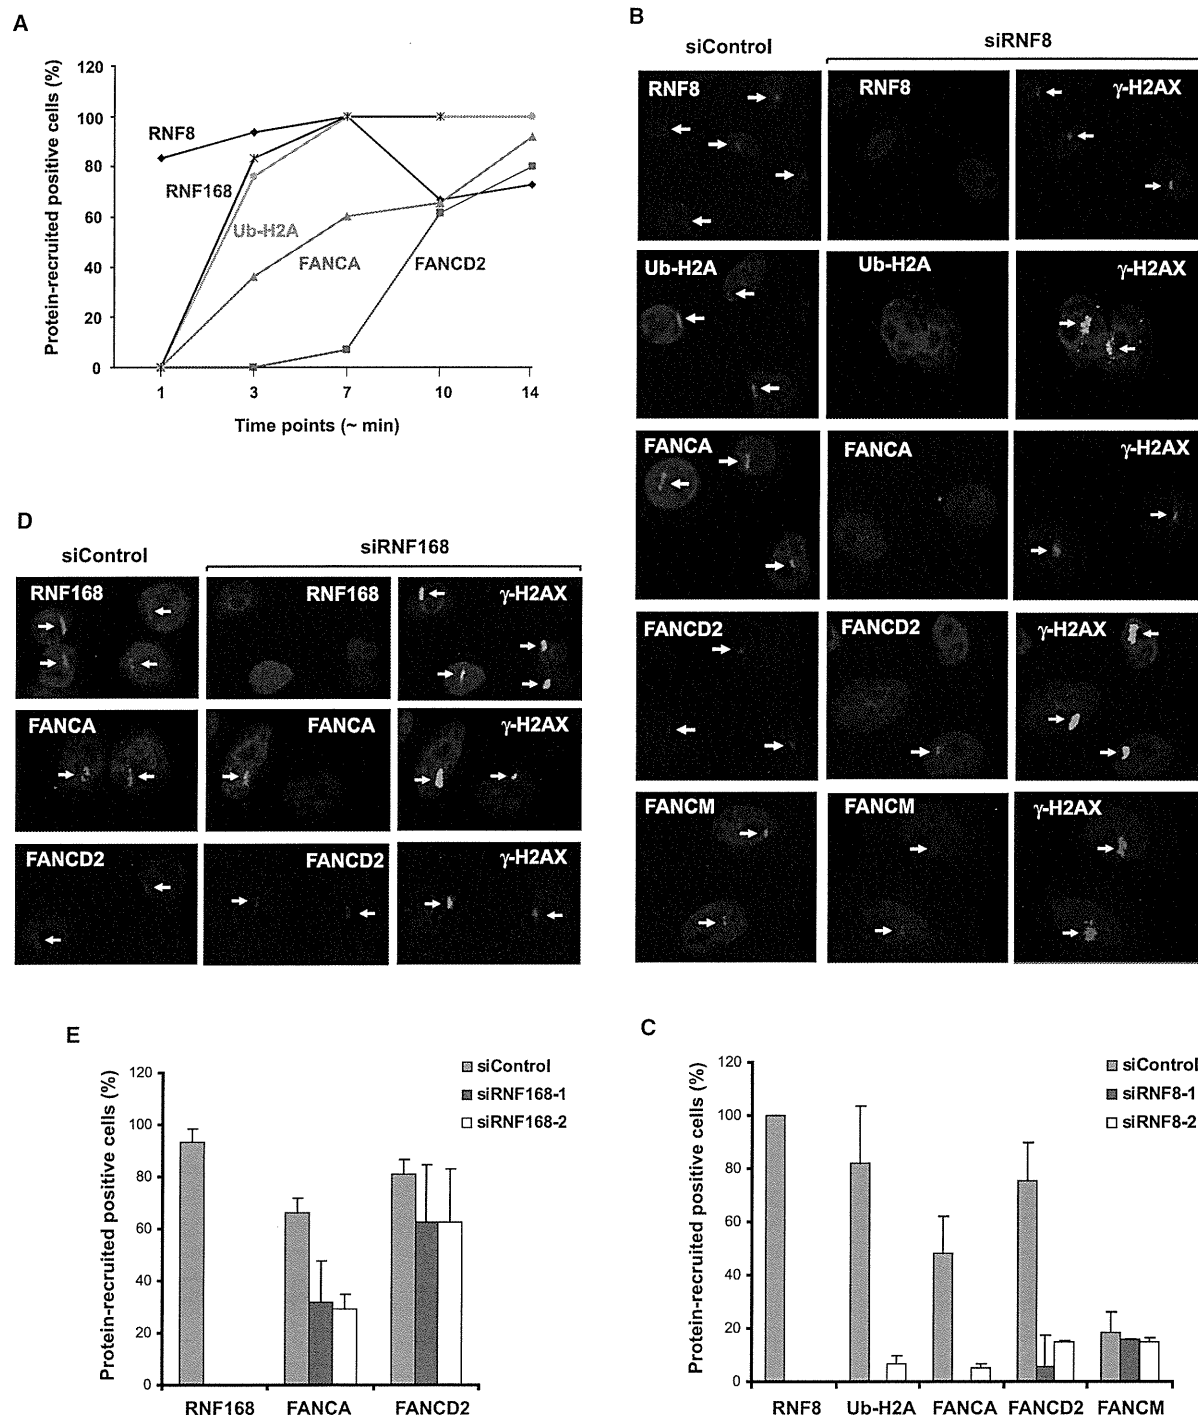 A
Protein-recruited positive cells (%)
120
100
80
60
40
20
0
RNF8
RNF168
Ub-H2A
FANCA
FANCD2
1 3 7 10 14
Time points (~ min)
B
siControl siRNF8
RNF8 RNF8 γ-H2AX
Ub-H2A Ub-H2A γ-H2AX
FANCA FANCA γ-H2AX
FANCD2 FANCD2 γ-H2AX
FANCM FANCM γ-H2AX
D
siControl siRNF168
RNF168 RNF168 γ-H2AX
FANCA FANCA γ-H2AX
FANCD2 FANCD2 γ-H2AX
E
Protein-recruited positive cells (%)
120
100
80
60
40
20
0
siControl
siRNF168-1
siRNF168-2
RNF168 FANCA FANCD2
C
Protein-recruited positive cells (%)
120
100
80
60
40
20
0
siControl
siRNF8-1
siRNF8-2
RNF8 Ub-H2A FANCA FANCD2 FANCM